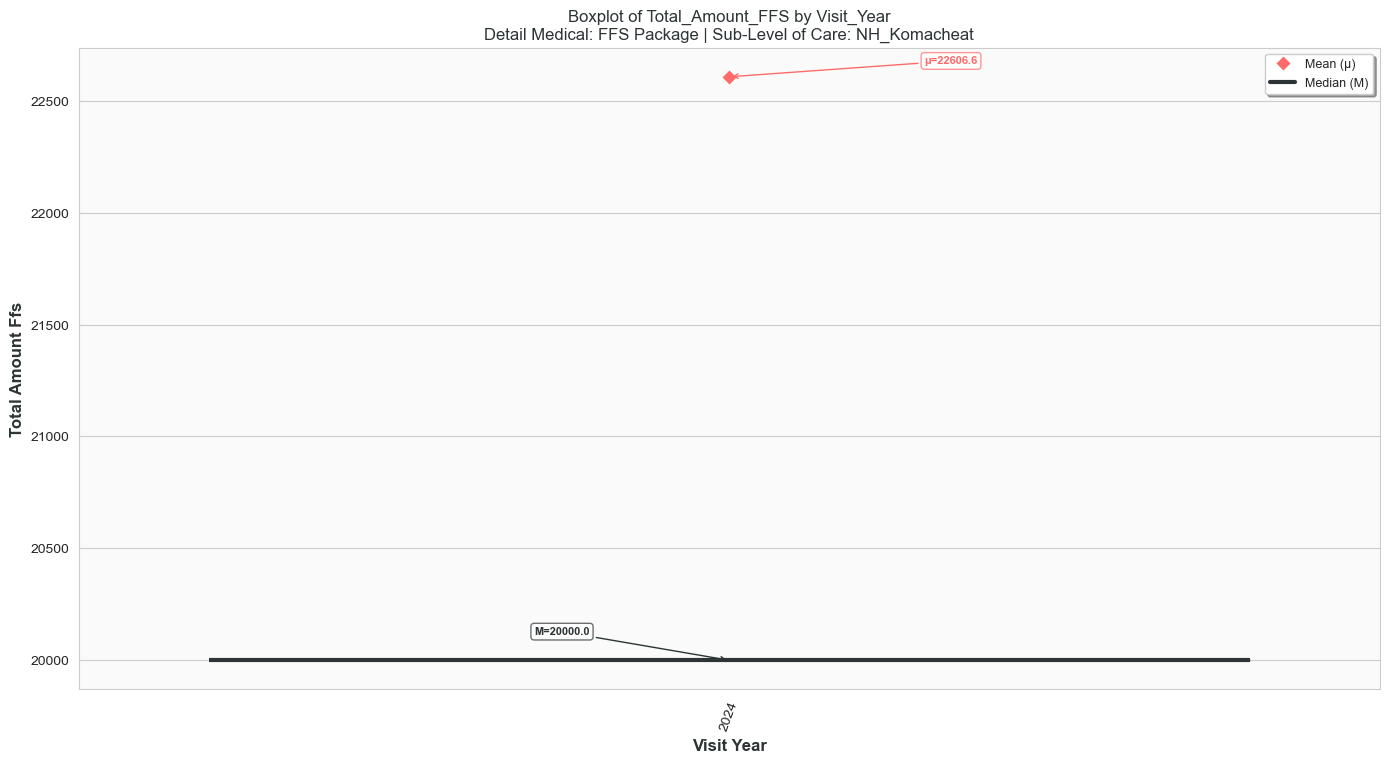 Boxplot of Total_Amount_FFS by Visit_Year
Detail Medical: FFS Package | Sub-Level of Care: NH_Komacheat
μ=22606.6
Mean (μ)
Median (M)
22500
22000
21500
21000
20500
20000
Total Amount Ffs
M=20000.0
2024
Visit Year